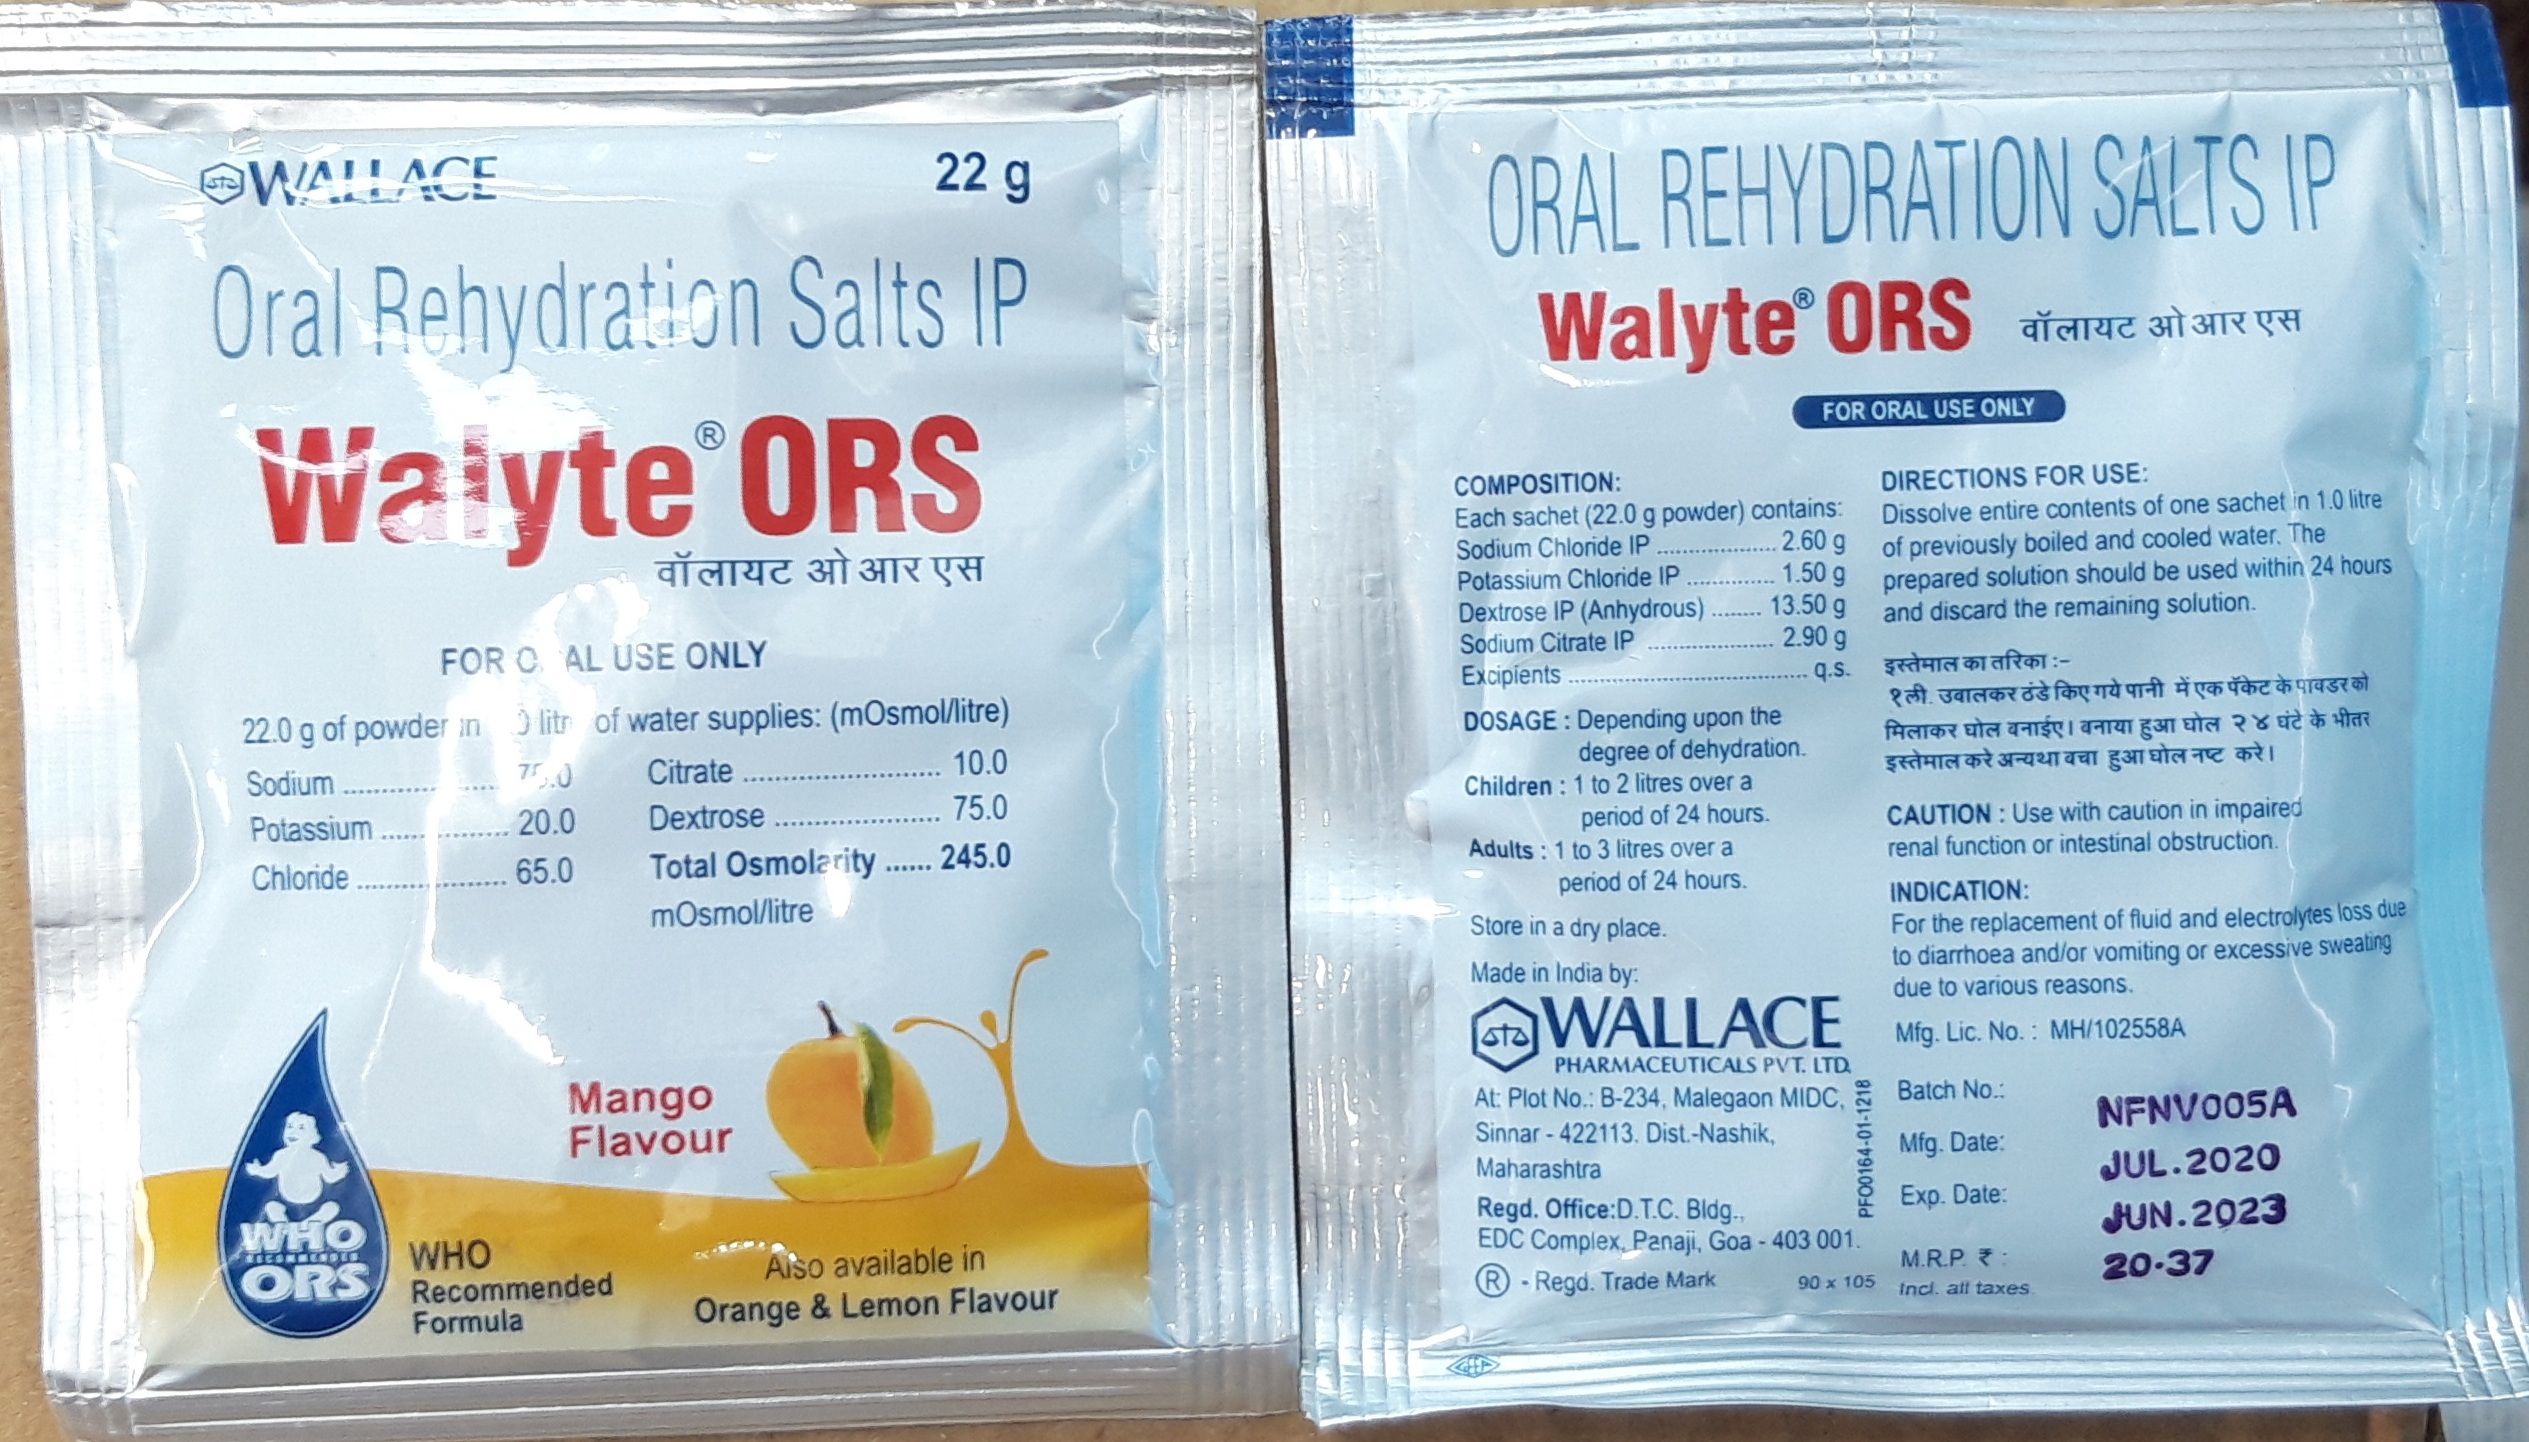 WALLACE
22 g
Oral Rehydration Salts IP
Walyte® ORS
वॉलायट ओ आर एस
FOR ORAL USE ONLY
22.0 g of powder in litre of water supplies: (mOsmol/litre)
Sodium .................... 75.0
Potassium ................ 20.0
Chloride ................... 65.0
Citrate .......................... 10.0
Dextrose ...................... 75.0
Total Osmolarity ...... 245.0
mOsmol/litre
Mango
Flavour
WHO
RECOMMENDED
ORS
WHO
Recommended
Formula
Also available in
Orange & Lemon Flavour
ORAL REHYDRATION SALTS IP
Walyte® ORS वॉलायट ओ आर एस
FOR ORAL USE ONLY
COMPOSITION:
Each sachet (22.0 g powder) contains:
Sodium Chloride IP .................... 2.60 g
Potassium Chloride IP ............... 1.50 g
Dextrose IP (Anhydrous) ........ 13.50 g
Sodium Citrate IP ..................... 2.90 g
Excipients ........................................ q.s.
DOSAGE : Depending upon the
degree of dehydration.
Children : 1 to 2 litres over a
period of 24 hours.
Adults : 1 to 3 litres over a
period of 24 hours.
Store in a dry place.
Made in India by:
WALLACE
PHARMACEUTICALS PVT. LTD.
At: Plot No.: B-234, Malegaon MIDC,
Sinnar - 422113. Dist.-Nashik,
Maharashtra
Regd. Office:D.T.C. Bldg.,
EDC Complex, Panaji, Goa - 403 001.
® - Regd. Trade Mark
90 x 105
PFO0164-01-1218
DIRECTIONS FOR USE:
Dissolve entire contents of one sachet in 1.0 litre
of previously boiled and cooled water. The
prepared solution should be used within 24 hours
and discard the remaining solution.
इस्तेमाल का तरिका :-
१ ली. उबालकर ठंडे किए गये पानी में एक पॅकेट के पावडर को
मिलाकर घोल बनाईए। बनाया हुआ घोल २४ घंटे के भीतर
इस्तेमाल करे अन्यथा बचा हुआ घोल नष्ट करे।
CAUTION : Use with caution in impaired
renal function or intestinal obstruction.
INDICATION:
For the replacement of fluid and electrolytes loss due
to diarrhoea and/or vomiting or excessive sweating
due to various reasons.
Mfg. Lic. No. : MH/102558A
Batch No.: NFNV005A
Mfg. Date: JUL.2020
Exp. Date: JUN.2023
M.R.P. ₹ : 20.37
Incl. all taxes